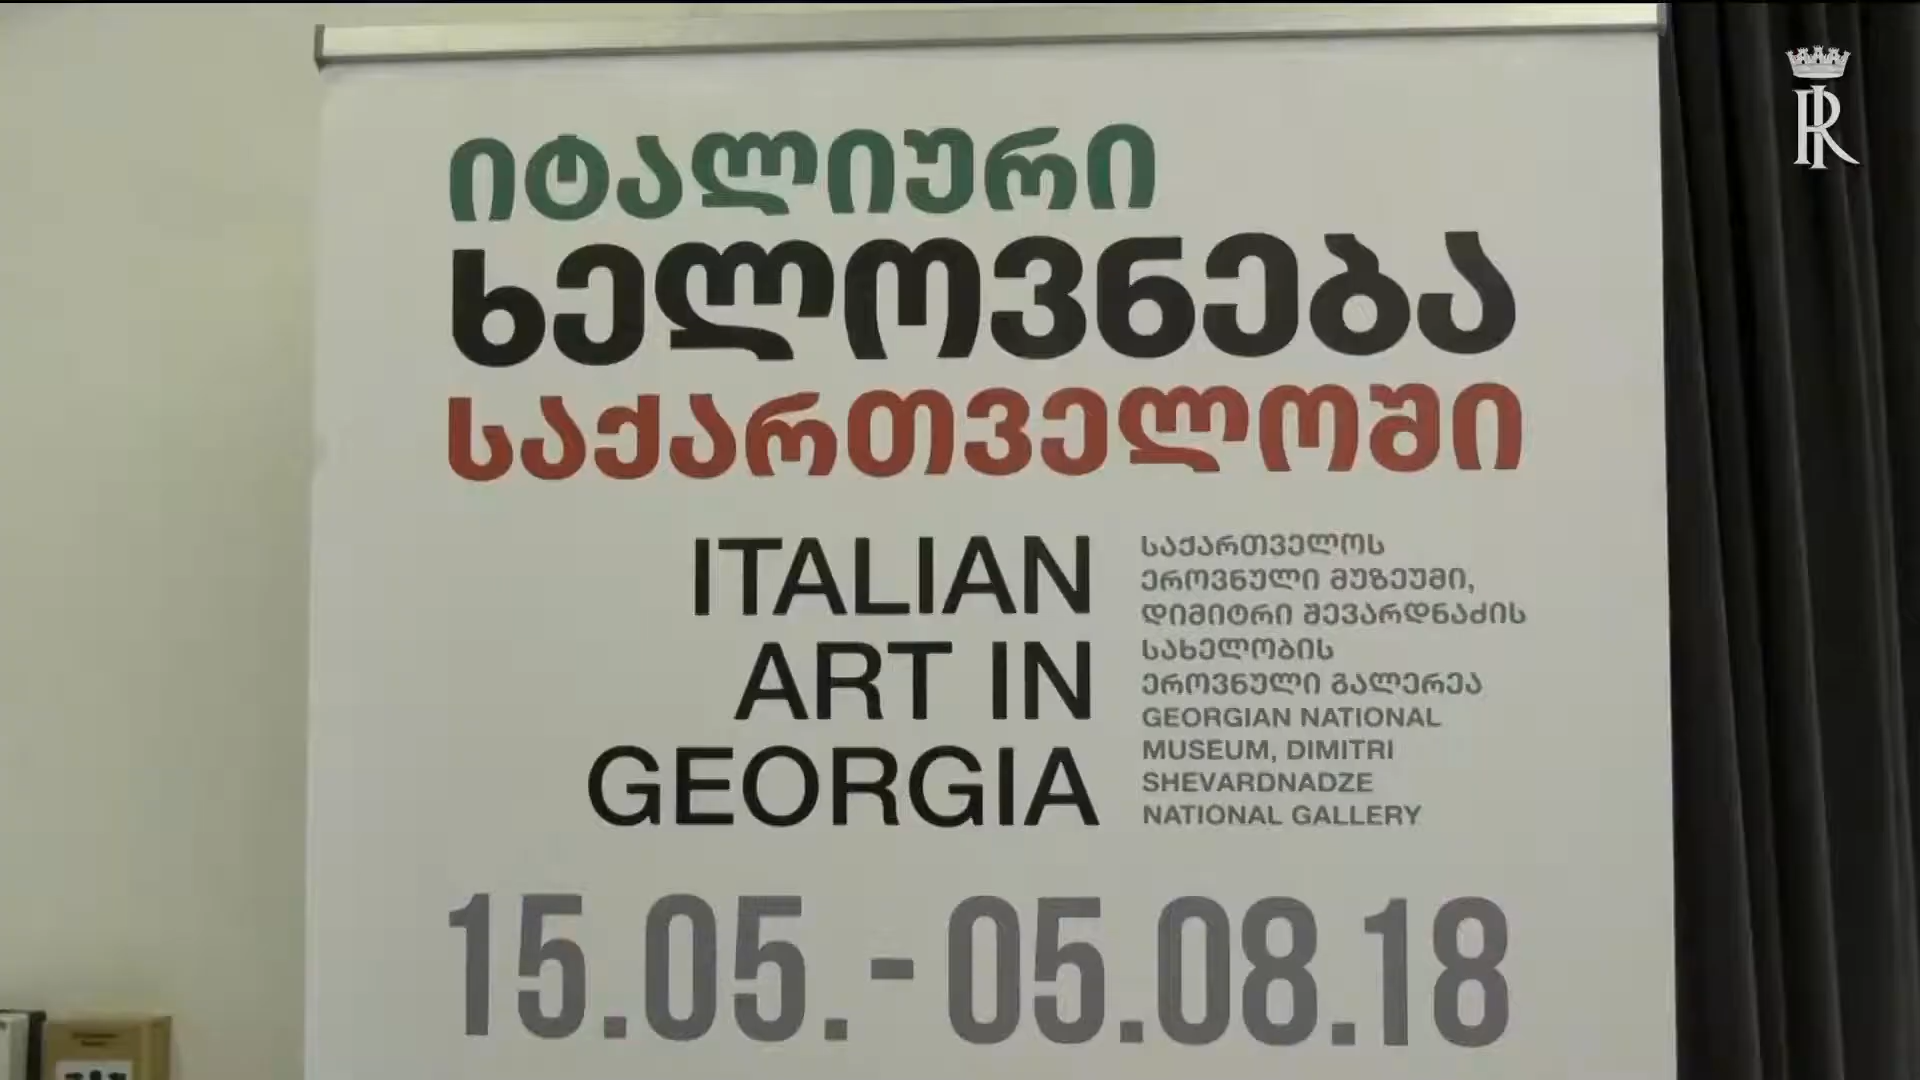 იტალიური
ხელოვნება
საქართველოში
ITALIAN
ART IN
GEORGIA
საქართველოს
ეროვნული მუზეუმი,
დიმიტრი შევარდნაძის
სახელობის
ეროვნული გალერეა
GEORGIAN NATIONAL
MUSEUM, DIMITRI
SHEVARDNADZE
NATIONAL GALLERY
15.05.-05.08.18